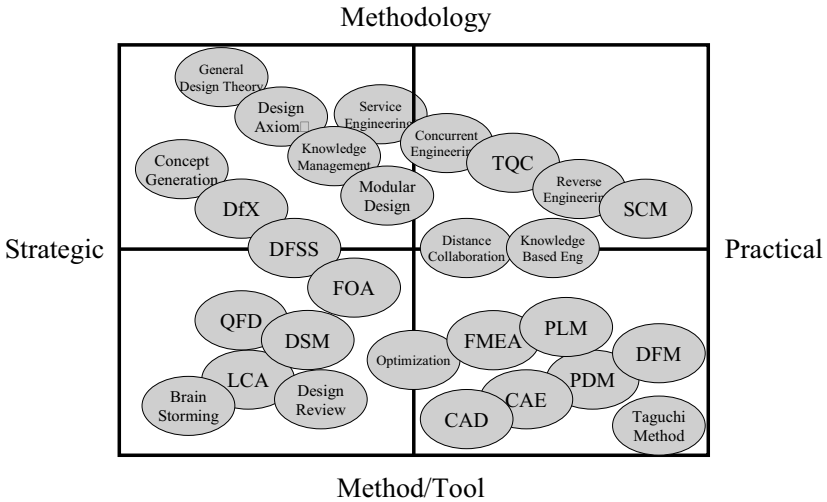 Methodology
General
Design Theory
Design
Axiom□
Service
Engineering
Concurrent
Engineering
Knowledge
Management
TQC
Concept
Generation
Modular
Design
Reverse
Engineering
DfX
SCM
Strategic
DFSS
Distance
Collaboration
Knowledge
Based Eng
Practical
FOA
QFD
DSM
PLM
FMEA
Optimization
DFM
LCA
PDM
Brain
Storming
Design
Review
CAE
CAD
Taguchi
Method
Method/Tool